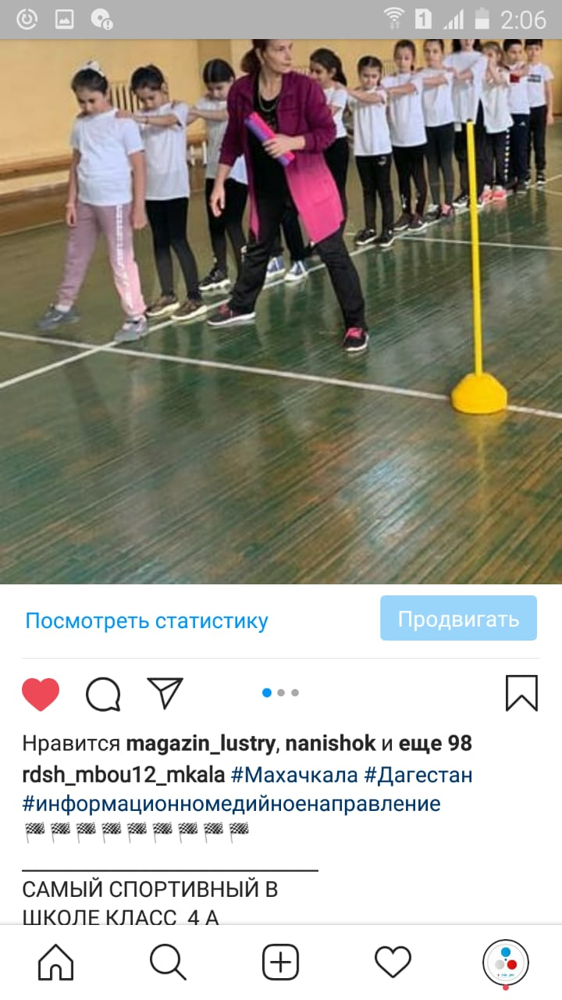 1 2:06
Посмотреть статистику
Продвигать
Нравится magazin_lustry, nanishok и еще 98
rdsh_mbou12_mkala #Махачкала #Дагестан
#информационномедийноенаправление
САМЫЙ СПОРТИВНЫЙ В
ШКОЛЕ КЛАСС 4 А